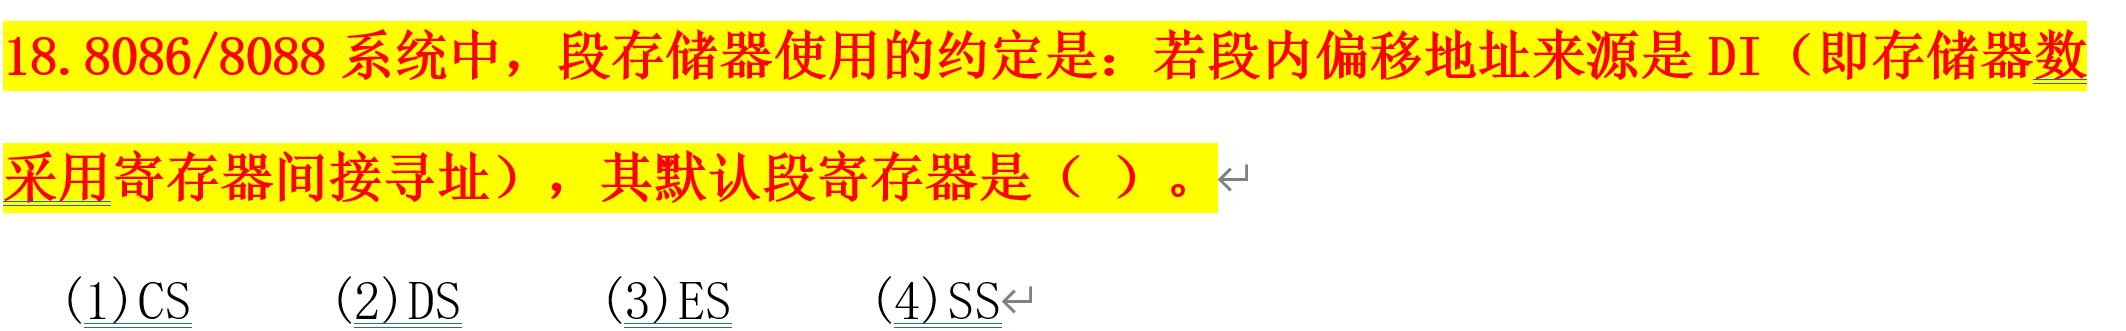 18.8086/8088 系统中，段存储器使用的约定是：若段内偏移地址来源是 DI（即存储器数
采用寄存器间接寻址），其默认段寄存器是（ ）。↵
(1)CS (2)DS (3)ES (4)SS↵